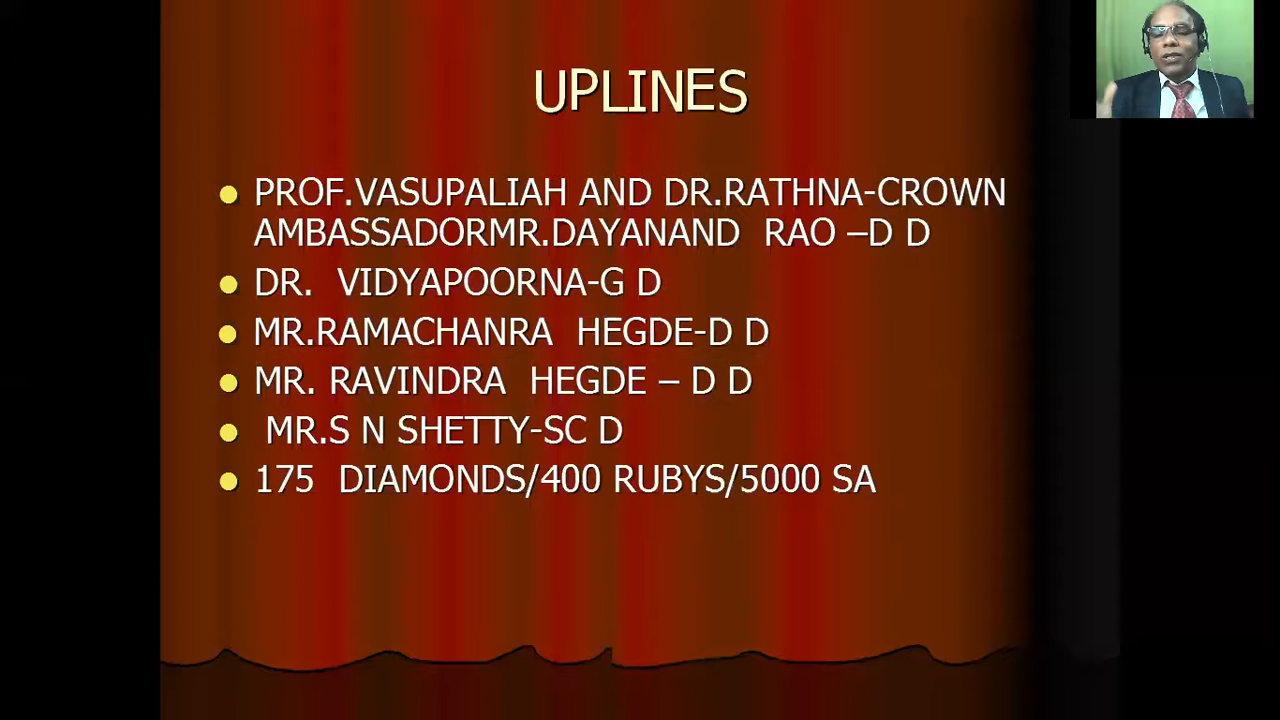 UPLINES
PROF.VASUPALIAH AND DR.RATHNA-CROWN
AMBASSADORMR.DAYANAND RAO –D D
DR. VIDYAPOORNA-G D
MR.RAMACHANRA HEGDE-D D
MR. RAVINDRA HEGDE – D D
MR.S N SHETTY-SC D
175 DIAMONDS/400 RUBYS/5000 SA